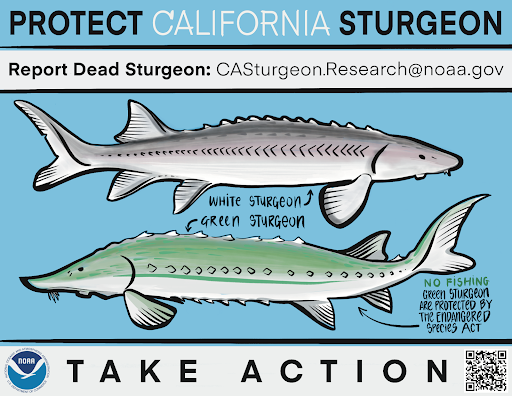 PROTECT CALIFORNIA STURGEON
Report Dead Sturgeon: CASturgeon.Research@noaa.gov
WHITE STURGEON
GREEN STURGEON
NO FISHING
GREEN STURGEON
ARE PROTECTED BY
THE ENDANGERED
SPECIES ACT
NOAA
TAKE ACTION